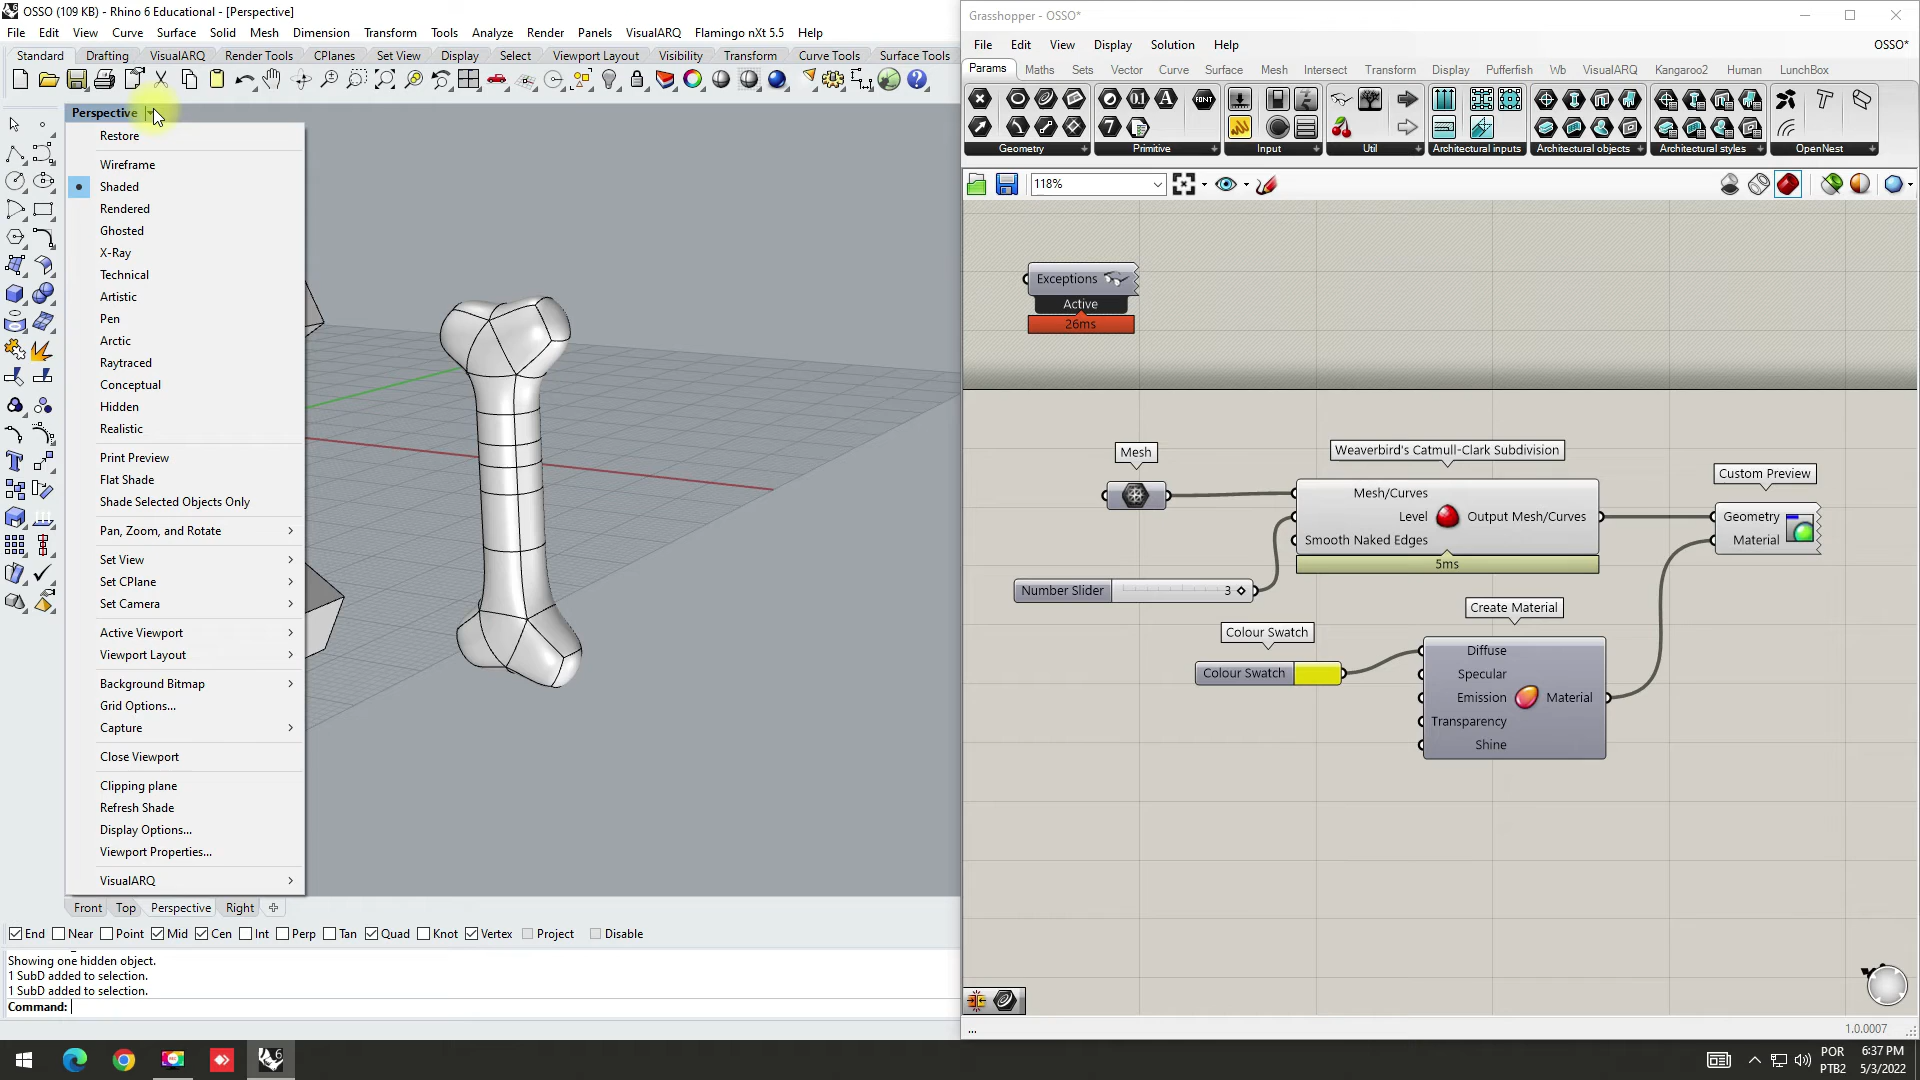 OSSO (109 KB) - Rhino 6 Educational - [Perspective]
File Edit View Curve Surface Solid Mesh Dimension Transform Tools Analyze Render Panels VisualARQ Flamingo nXt 5.5 Help
Standard Drafting VisualARQ Render Tools CPlanes Set View Display Select Viewport Layout Visibility Transform Curve Tools Surface Tools
Perspective
Restore
Wireframe
Shaded
Rendered
Ghosted
X-Ray
Technical
Artistic
Pen
Arctic
Raytraced
Conceptual
Hidden
Realistic
Print Preview
Flat Shade
Shade Selected Objects Only
Pan, Zoom, and Rotate
Set View
Set CPlane
Set Camera
Active Viewport
Viewport Layout
Background Bitmap
Grid Options...
Capture
Close Viewport
Clipping plane
Refresh Shade
Display Options...
Viewport Properties...
VisualARQ
Front Top Perspective Right
End Near Point Mid Cen Int Perp Tan Quad Knot Vertex Project Disable
Showing one hidden object.
1 SubD added to selection.
1 SubD added to selection.
Command:
Grasshopper - OSSO*
File Edit View Display Solution Help OSSO*
Params Maths Sets Vector Curve Surface Mesh Intersect Transform Display Pufferfish Wb VisualARQ Kangaroo2 Human LunchBox
Geometry Primitive Input Util Architectural inputs Architectural objects Architectural styles OpenNest
118%
Exceptions
Active
26ms
Mesh
Weaverbird's Catmull-Clark Subdivision
Mesh/Curves
Level
Smooth Naked Edges
Output Mesh/Curves
5ms
Custom Preview
Geometry
Material
Number Slider 3
Create Material
Colour Swatch
Colour Swatch
Diffuse
Specular
Emission
Transparency
Shine
Material
...
1.0.0007
POR
PTB2
6:37 PM
5/3/2022